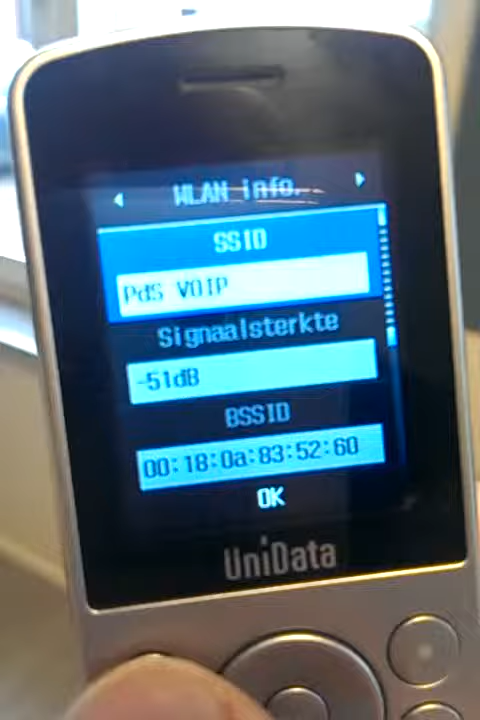 WLAN info.
SSID
PdS VOIP
Signaalsterkte
-51dB
BSSID
00:18:0a:83:52:60
OK
UniData